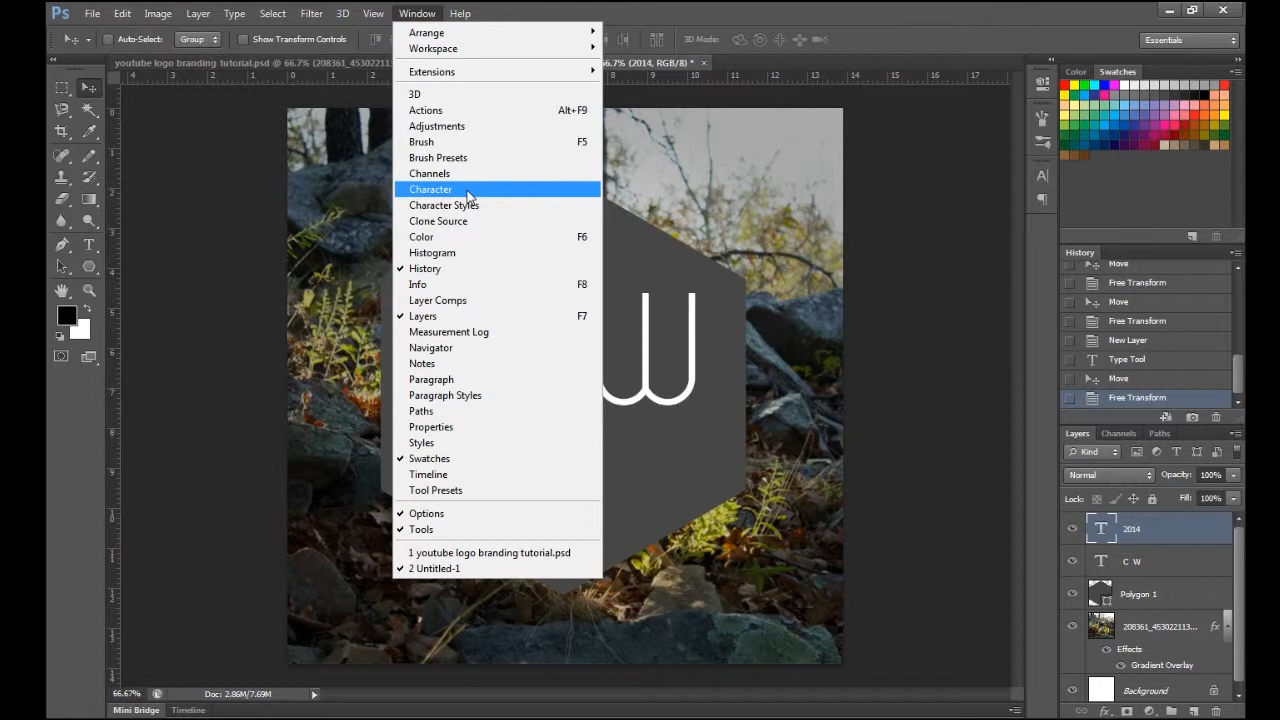 Ps File Edit Image Layer Type Select Filter 3D View Window Help
Auto-Select: Group Show Transform Controls 3D Mode: Essentials
youtube logo branding tutorial.psd @ 66.7% (208361_45302211 66.7% (2014, RGB/8) *
Arrange
Workspace
Extensions
3D
Actions Alt+F9
Adjustments
Brush F5
Brush Presets
Channels
Character
Character Styles
Clone Source
Color F6
Histogram
History
Info F8
Layer Comps
Layers F7
Measurement Log
Navigator
Notes
Paragraph
Paragraph Styles
Paths
Properties
Styles
Swatches
Timeline
Tool Presets
Options
Tools
1 youtube logo branding tutorial.psd
2 Untitled-1
W
Color Swatches
History
Move
Free Transform
Move
Free Transform
New Layer
Type Tool
Move
Free Transform
Layers Channels Paths
Kind
Normal Opacity: 100%
Lock: Fill: 100%
2014
C W
Polygon 1
208361_453022113... fx
Effects
Gradient Overlay
Background
66.67% Doc: 2.86M/7.69M
Mini Bridge Timeline